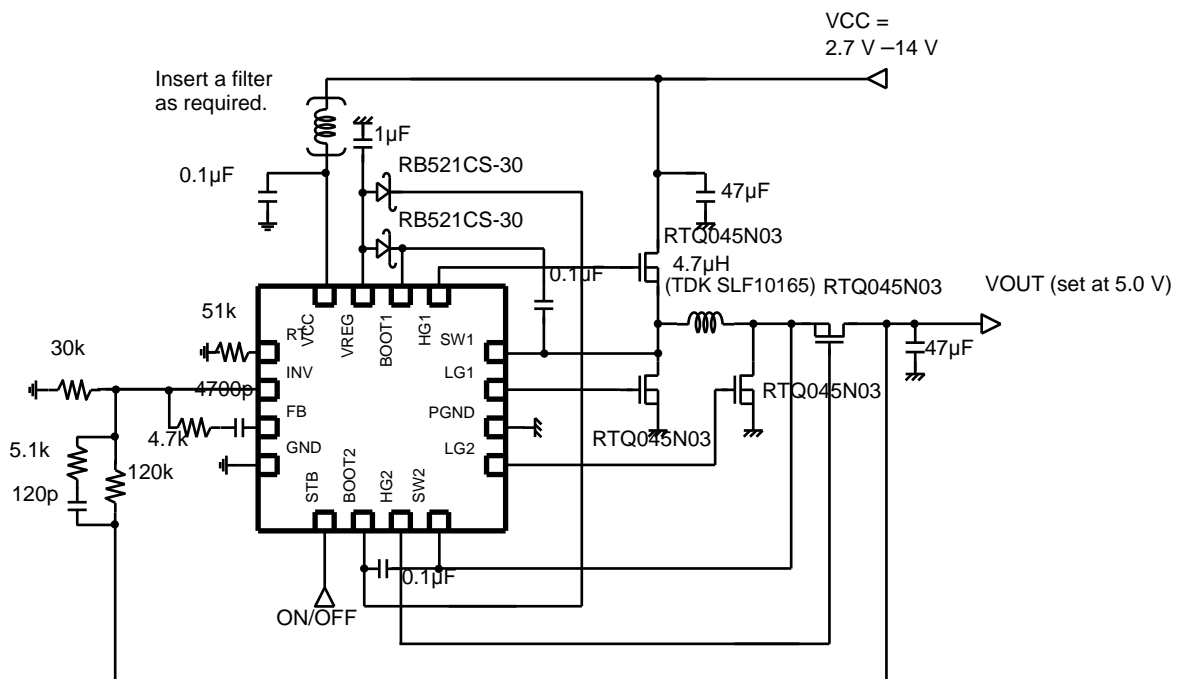 VCC =
2.7 V –14 V
Insert a filter
as required.
1µF
RB521CS-30
0.1µF
47µF
RB521CS-30
RTQ045N03
0.1µF
4.7µH
(TDK SLF10165)
RTQ045N03
VOUT (set at 5.0 V)
51k
RT
VCC
VREG
BOOT1
HG1
SW1
30k
47µF
INV
LG1
4700p
RTQ045N03
FB
PGND
4.7k
RTQ045N03
5.1k
GND
LG2
120k
120p
STB
BOOT2
HG2
SW2
0.1µF
ON/OFF